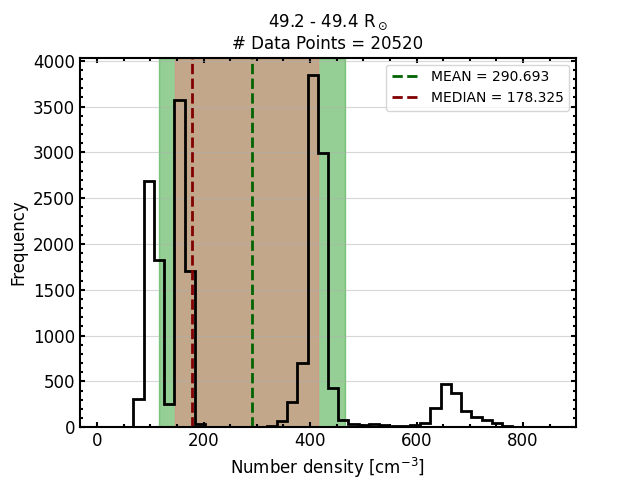 49.2 - 49.4 R⊙
# Data Points = 20520
MEAN = 290.693
MEDIAN = 178.325
Frequency
4000
3500
3000
2500
2000
1500
1000
500
0
0 200 400 600 800
Number density [cm⁻³]